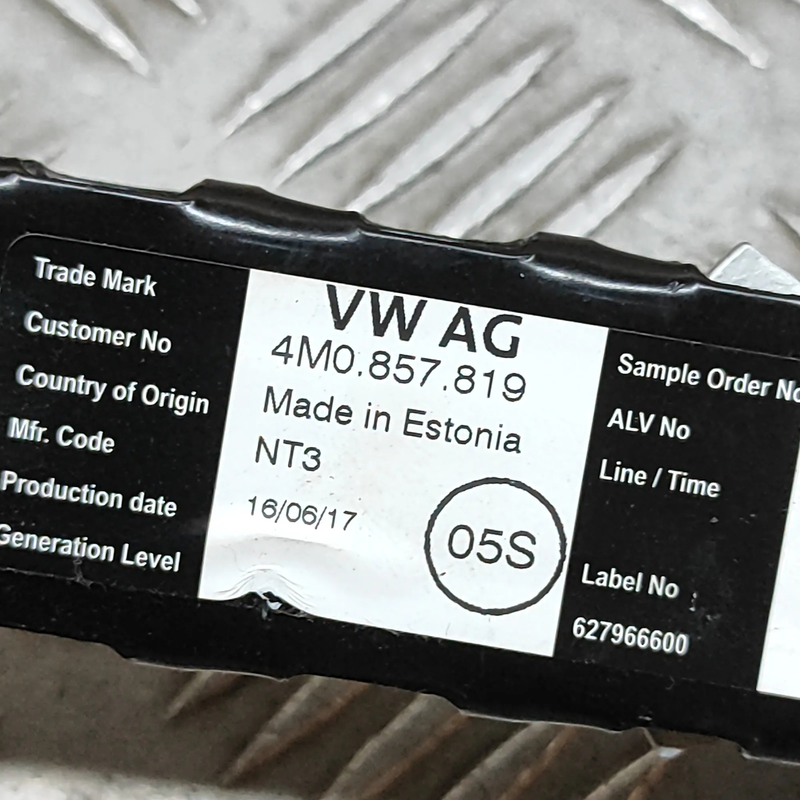 Trade Mark
Customer No
Country of Origin
Mfr. Code
Production date
Generation Level
VW AG
4M0.857.819
Made in Estonia
NT3
16/06/17
05S
Sample Order No
ALV No
Line / Time
Label No
627966600